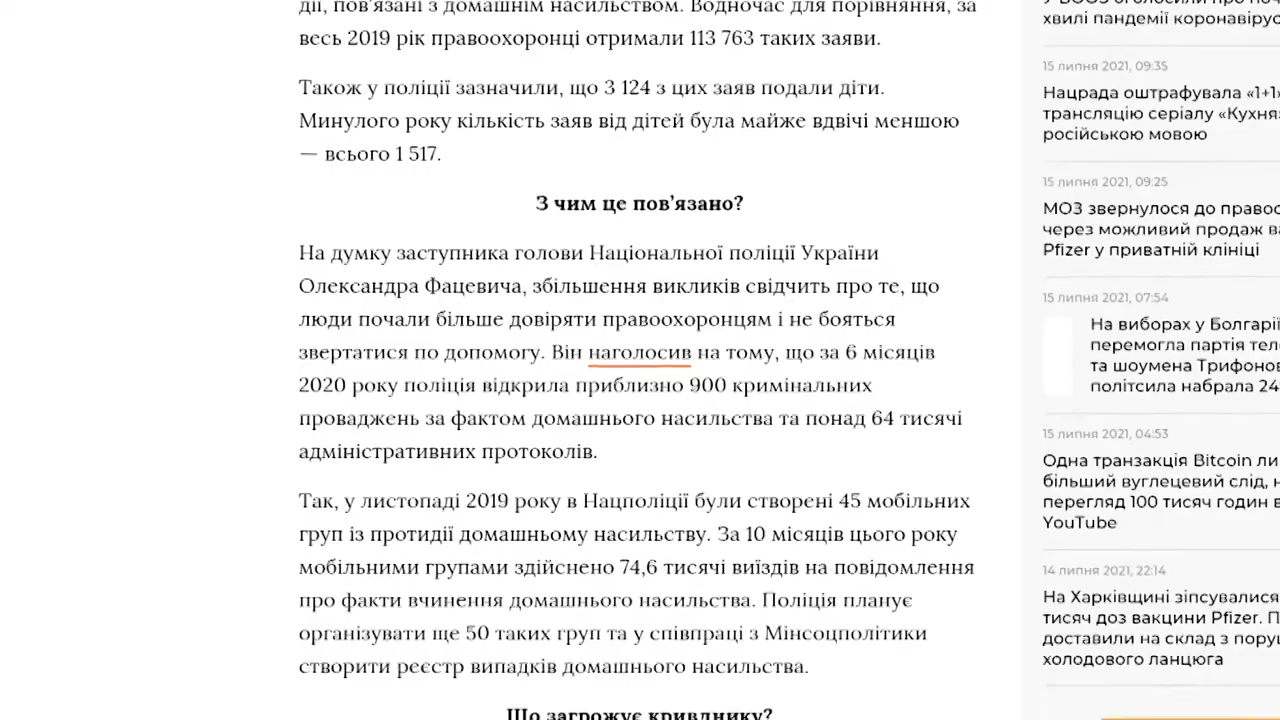 дії, пов'язані з домашнім насильством. Водночас для порівняння, за
весь 2019 рік правоохоронці отримали 113 763 таких заяви.
Також у поліції зазначили, що 3 124 з цих заяв подали діти.
Минулого року кількість заяв від дітей була майже вдвічі меншою
— всього 1 517.
З чим це пов’язано?
На думку заступника голови Національної поліції України
Олександра Фацевича, збільшення викликів свідчить про те, що
люди почали більше довіряти правоохоронцям і не бояться
звертатися по допомогу. Він наголосив на тому, що за 6 місяців
2020 року поліція відкрила приблизно 900 кримінальних
проваджень за фактом домашнього насильства та понад 64 тисячі
адміністративних протоколів.
Так, у листопаді 2019 року в Нацполіції були створені 45 мобільних
груп із протидії домашньому насильству. За 10 місяців цього року
мобільними групами здійснено 74,6 тисячі виїздів на повідомлення
про факти вчинення домашнього насильства. Поліція планує
організувати ще 50 таких груп та у співпраці з Мінсоцполітики
створити реєстр випадків домашнього насильства.
Що загрожує кривднику?
хвилі пандемії коронавірус
15 липня 2021, 09:35
Нацрада оштрафувала «1+1»
трансляцію серіалу «Кухня»
російською мовою
15 липня 2021, 09:25
МОЗ звернулося до правоо
через можливий продаж ва
Pfizer у приватній клініці
15 липня 2021, 07:54
На виборах у Болгарії
перемогла партія теле
та шоумена Трифонов
політсила набрала 24
15 липня 2021, 04:53
Одна транзакція Bitcoin ли
більший вуглецевий слід, н
перегляд 100 тисяч годин в
YouTube
14 липня 2021, 22:14
На Харківщині зіпсувалися
тисяч доз вакцини Pfizer. П
доставили на склад з пору
холодового ланцюга